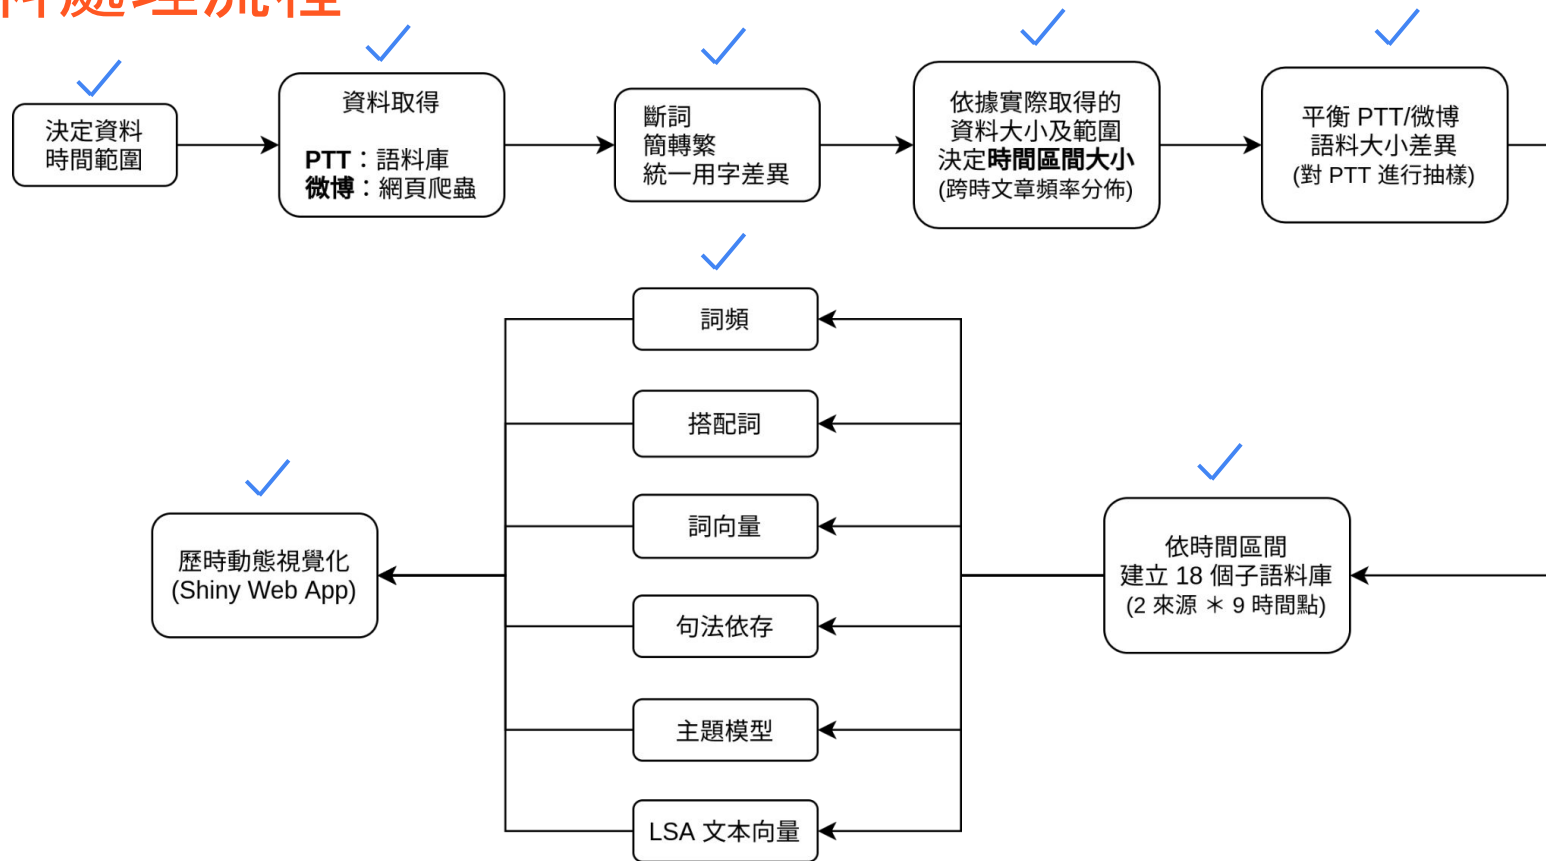 料處理流程
決定資料
時間範圍
資料取得
PTT：語料庫
微博：網頁爬蟲
斷詞
簡轉繁
統一用字差異
依據實際取得的
資料大小及範圍
決定時間區間大小
(跨時文章頻率分佈)
平衡 PTT/微博
語料大小差異
(對 PTT 進行抽樣)
詞頻
搭配詞
詞向量
句法依存
主題模型
LSA 文本向量
歷時動態視覺化
(Shiny Web App)
依時間區間
建立 18 個子語料庫
(2 來源 ＊ 9 時間點)